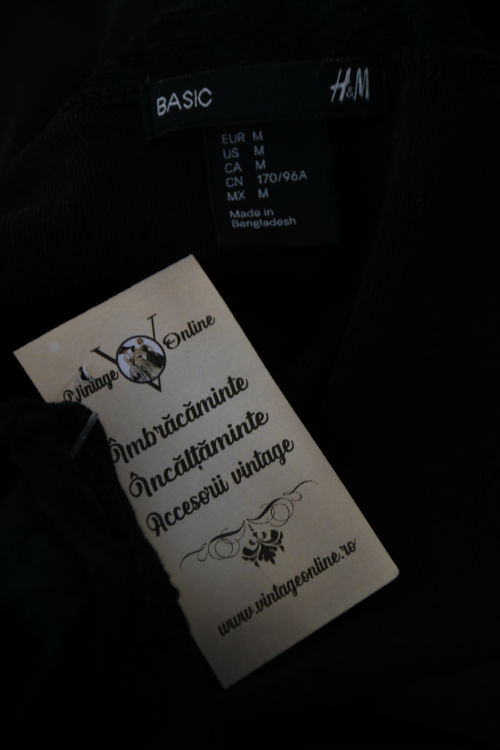 BASIC H&M
EUR M
US M
CA M
CN 170/96A
MX M
Made in
Bangladesh
Vintage Online
Îmbrăcăminte
Încălțăminte
Accesorii vintage
www.vintageonline.ro